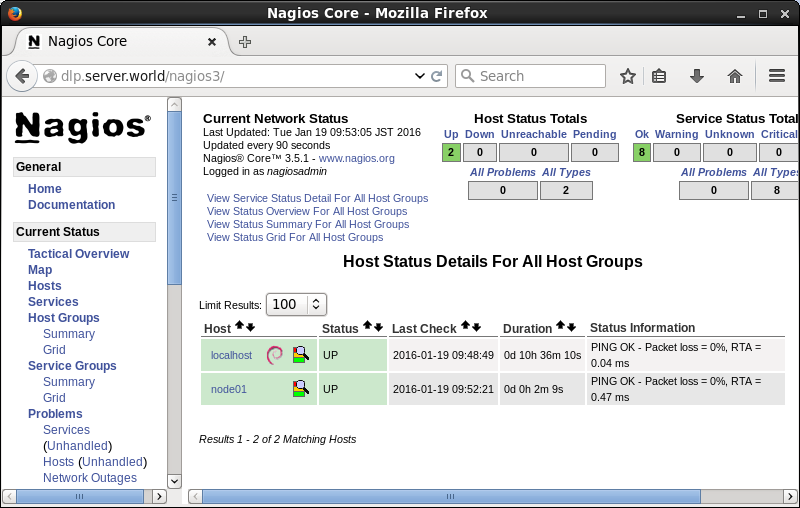 Nagios Core - Mozilla Firefox
Nagios Core
dlp.server.world/nagios3/
Search
Nagios®
General
Home
Documentation
Current Status
Tactical Overview
Map
Hosts
Services
Host Groups
Summary
Grid
Service Groups
Summary
Grid
Problems
Services
(Unhandled)
Hosts (Unhandled)
Network Outages
Current Network Status
Last Updated: Tue Jan 19 09:53:05 JST 2016
Updated every 90 seconds
Nagios® Core™ 3.5.1 - www.nagios.org
Logged in as nagiosadmin
View Service Status Detail For All Host Groups
View Status Overview For All Host Groups
View Status Summary For All Host Groups
View Status Grid For All Host Groups
Host Status Totals
Up Down Unreachable Pending
2 0 0 0
All Problems All Types
0 2
Service Status Total
Ok Warning Unknown Critical
8 0 0 0
All Problems All Types
0 8
Host Status Details For All Host Groups
Limit Results: 100
Host Status Last Check Duration Status Information
localhost UP 2016-01-19 09:48:49 0d 10h 36m 10s PING OK - Packet loss = 0%, RTA =
0.04 ms
node01 UP 2016-01-19 09:52:21 0d 0h 2m 9s PING OK - Packet loss = 0%, RTA =
0.47 ms
Results 1 - 2 of 2 Matching Hosts